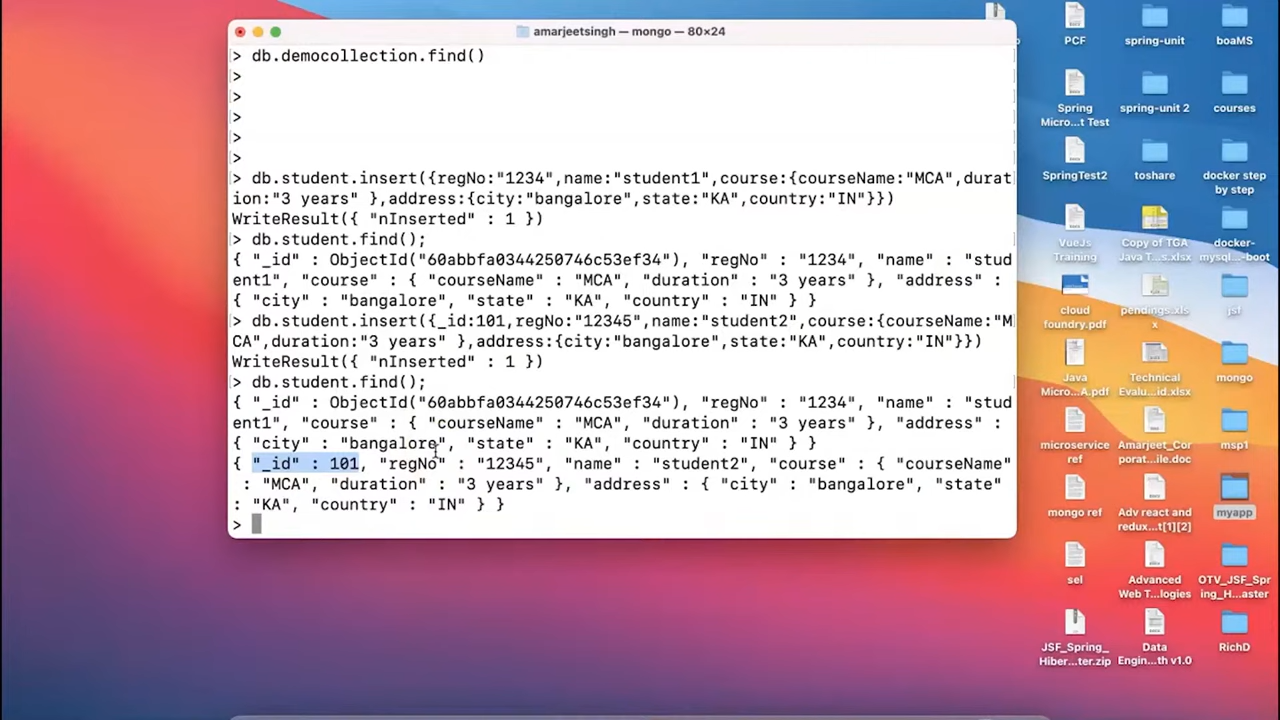 amarjeetsingh — mongo — 80×24
> db.democollection.find()
>
>
>
>
>
> db.student.insert({regNo:"1234",name:"student1",course:{courseName:"MCA",durat
ion:"3 years" },address:{city:"bangalore",state:"KA",country:"IN"}})
WriteResult({ "nInserted" : 1 })
> db.student.find();
{ "_id" : ObjectId("60abbfa0344250746c53ef34"), "regNo" : "1234", "name" : "stud
ent1", "course" : { "courseName" : "MCA", "duration" : "3 years" }, "address" :
{ "city" : "bangalore", "state" : "KA", "country" : "IN" } }
> db.student.insert({_id:101,regNo:"12345",name:"student2",course:{courseName:"M
CA",duration:"3 years" },address:{city:"bangalore",state:"KA",country:"IN"}})
WriteResult({ "nInserted" : 1 })
> db.student.find();
{ "_id" : ObjectId("60abbfa0344250746c53ef34"), "regNo" : "1234", "name" : "stud
ent1", "course" : { "courseName" : "MCA", "duration" : "3 years" }, "address" :
{ "city" : "bangalore", "state" : "KA", "country" : "IN" } }
{ "_id" : 101, "regNo" : "12345", "name" : "student2", "course" : { "courseName"
: "MCA", "duration" : "3 years" }, "address" : { "city" : "bangalore", "state"
: "KA", "country" : "IN" } }
>
PCF
spring-unit
boaMS
Spring
Micro...t Test
spring-unit 2
courses
SpringTest2
toshare
docker step
by step
VueJs
Training
Copy of TGA
Java T...s.xlsx
docker-
mysql...-boot
cloud
foundry.pdf
pendings.xls
x
jsf
Java
Micro...A.pdf
Technical
Evalu...id.xlsx
mongo
microservice
ref
Amarjeet_Cor
porat...ile.doc
msp1
mongo ref
Adv react and
redux...t[1][2]
myapp
sel
Advanced
Web T...logies
OTV_JSF_Spr
ing_H...aster
JSF_Spring_
Hiber...ter.zip
Data
Engin...th v1.0
RichD